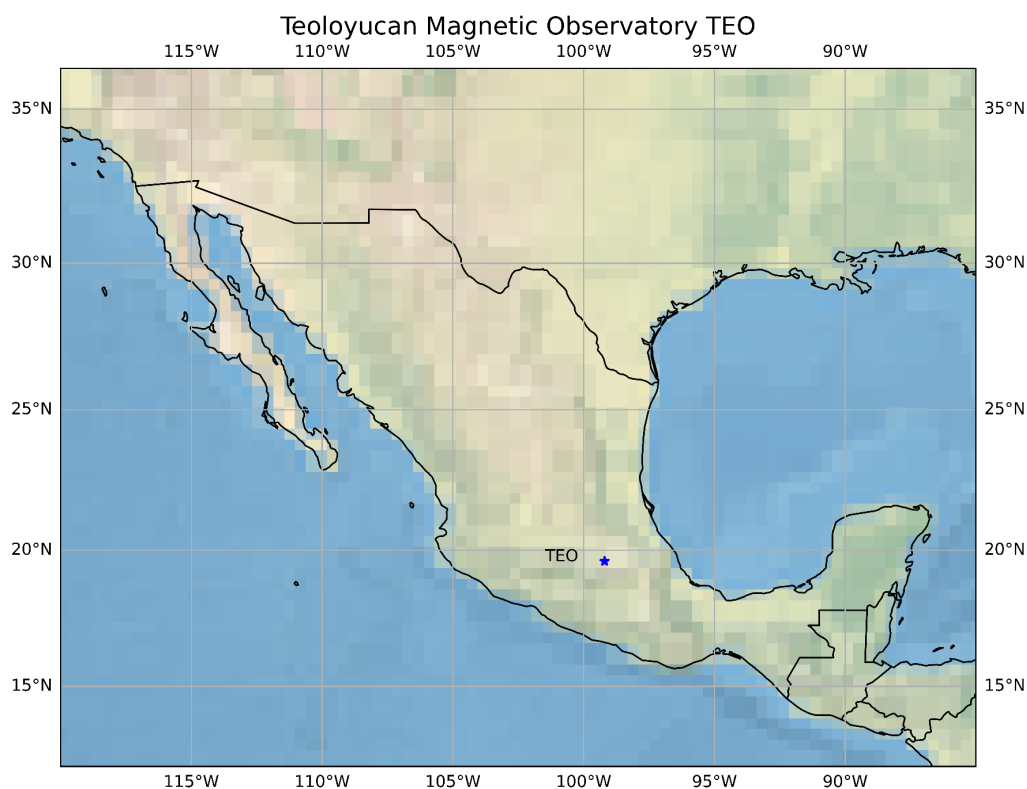 Teoloyucan Magnetic Observatory TEO
115°W 110°W 105°W 100°W 95°W 90°W
35°N 35°N
30°N 30°N
25°N 25°N
20°N 20°N
TEO
15°N 15°N
115°W 110°W 105°W 100°W 95°W 90°W